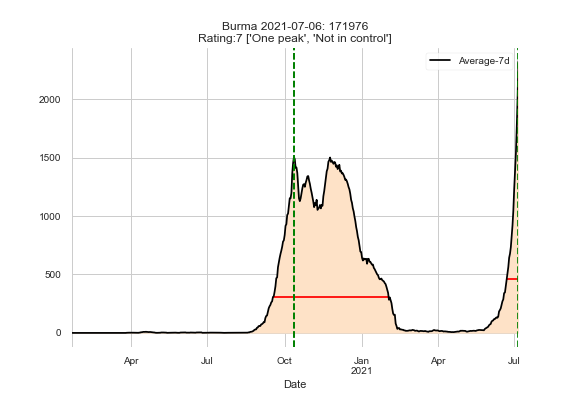 Burma 2021-07-06: 171976
Rating:7 ['One peak', 'Not in control']
Average-7d
2000
1500
1000
500
0
Apr Jul Oct Jan Apr Jul
2021
Date